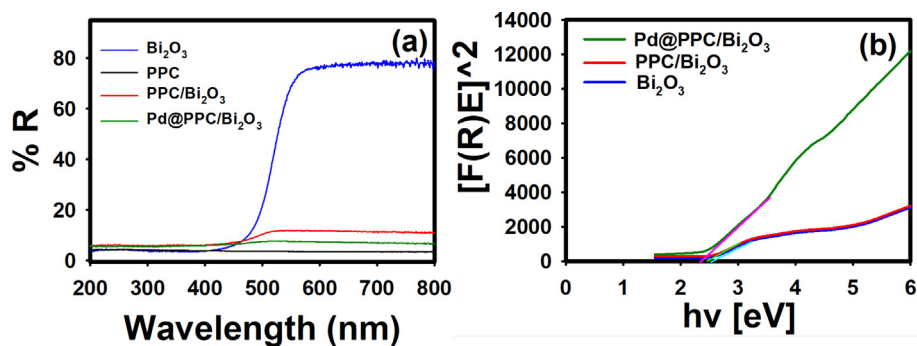 (a)
Bi₂O₃
PPC
PPC/Bi₂O₃
Pd@PPC/Bi₂O₃
% R
80
60
40
20
0
200 300 400 500 600 700 800
Wavelength (nm)
(b)
Pd@PPC/Bi₂O₃
PPC/Bi₂O₃
Bi₂O₃
[F(R)E]^2
14000
12000
10000
8000
6000
4000
2000
0
0 1 2 3 4 5 6
hν [eV]